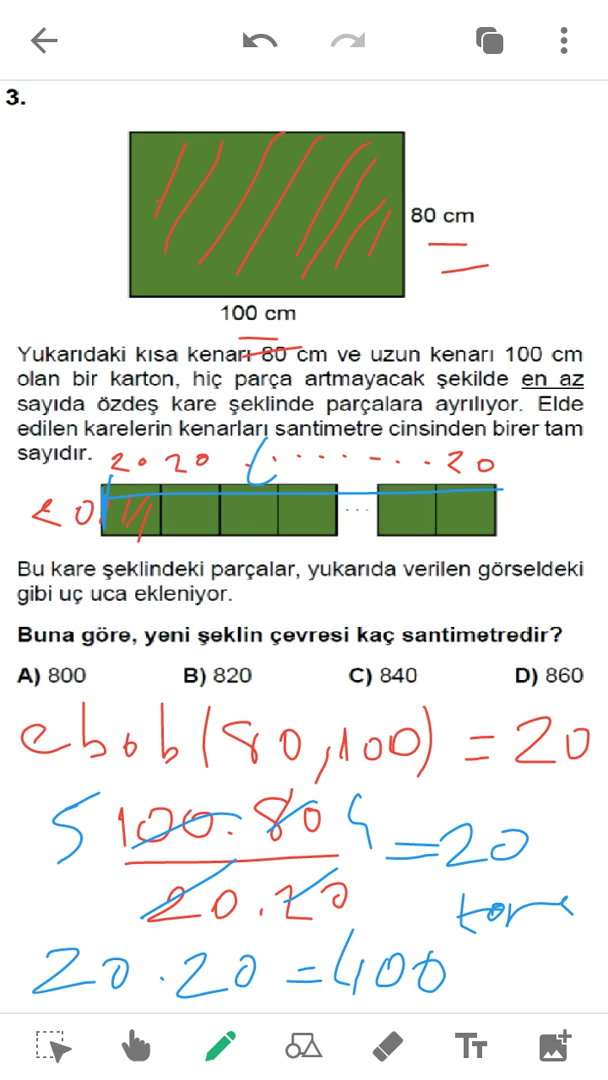 3.
80 cm
100 cm
Yukarıdaki kısa kenarı 80 cm ve uzun kenarı 100 cm
olan bir karton, hiç parça artmayacak şekilde en az
sayıda özdeş kare şeklinde parçalara ayrılıyor. Elde
edilen karelerin kenarları santimetre cinsinden birer tam
sayıdır.
20 20 ........ 20
20
...
Bu kare şeklindeki parçalar, yukarıda verilen görseldeki
gibi uç uca ekleniyor.
Buna göre, yeni şeklin çevresi kaç santimetredir?
A) 800 B) 820 C) 840 D) 860
ebob(80,100) = 20
5 100.80 4 = 20
20.20 tane
20.20 = 400
TT